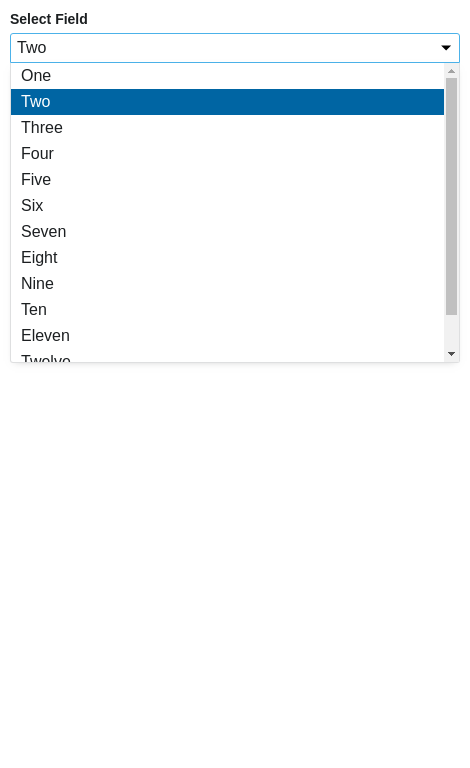 Select Field
Two
One
Two
Three
Four
Five
Six
Seven
Eight
Nine
Ten
Eleven
Twelve